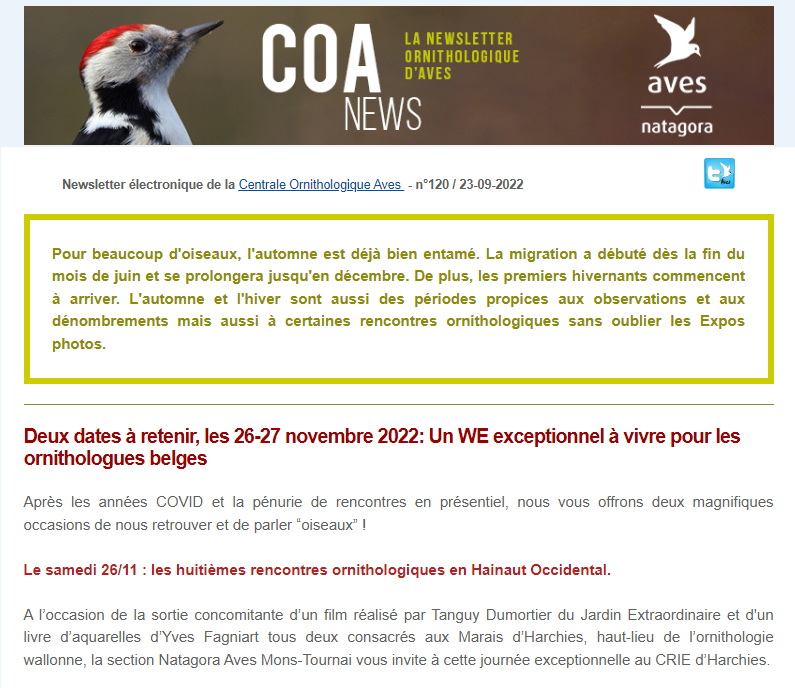 COA
NEWS
LA NEWSLETTER
ORNITHOLOGIQUE
D'AVES
aves
natagora
Newsletter électronique de la Centrale Ornithologique Aves - n°120 / 23-09-2022
Pour beaucoup d'oiseaux, l'automne est déjà bien entamé. La migration a débuté dès la fin du
mois de juin et se prolongera jusqu'en décembre. De plus, les premiers hivernants commencent
à arriver. L'automne et l'hiver sont aussi des périodes propices aux observations et aux
dénombrements mais aussi à certaines rencontres ornithologiques sans oublier les Expos
photos.
Deux dates à retenir, les 26-27 novembre 2022: Un WE exceptionnel à vivre pour les
ornithologues belges
Après les années COVID et la pénurie de rencontres en présentiel, nous vous offrons deux magnifiques
occasions de nous retrouver et de parler “oiseaux” !
Le samedi 26/11 : les huitièmes rencontres ornithologiques en Hainaut Occidental.
A l’occasion de la sortie concomitante d’un film réalisé par Tanguy Dumortier du Jardin Extraordinaire et d'un
livre d’aquarelles d’Yves Fagniart tous deux consacrés aux Marais d’Harchies, haut-lieu de l’ornithologie
wallonne, la section Natagora Aves Mons-Tournai vous invite à cette journée exceptionnelle au CRIE d’Harchies.